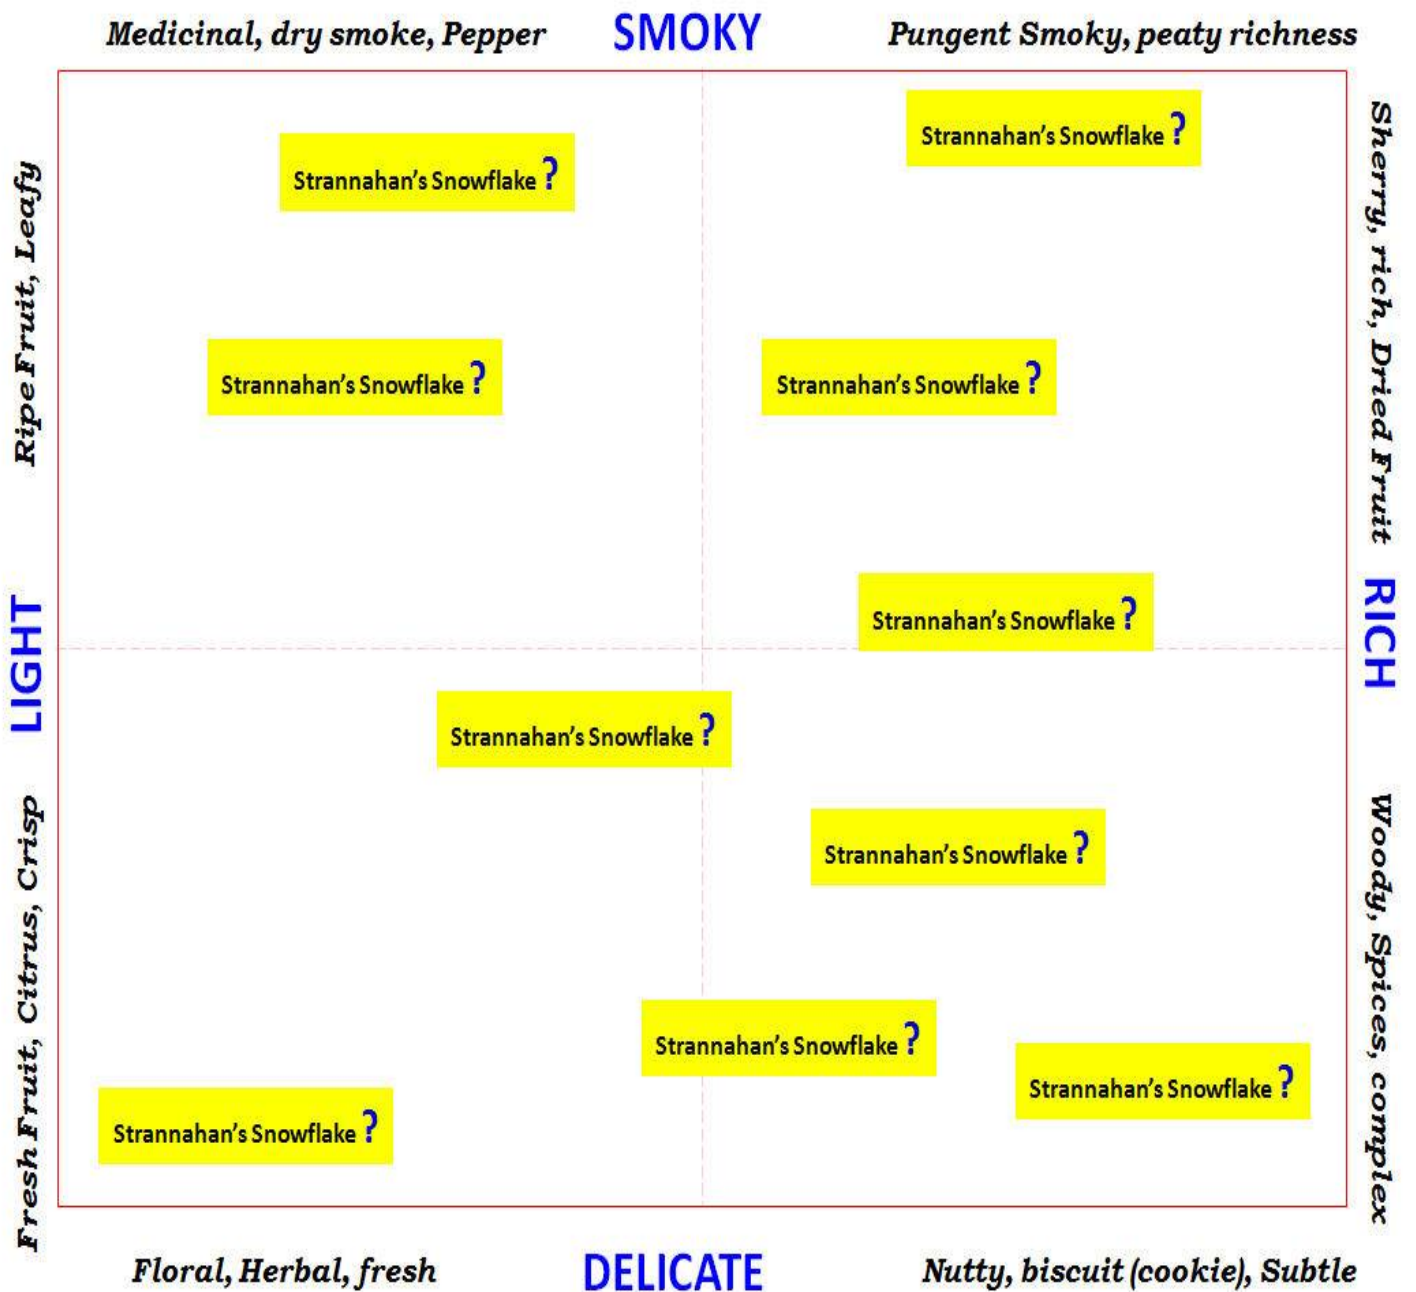 Medicinal, dry smoke, Pepper
SMOKY
Pungent Smoky, peaty richness
Ripe Fruit, Leafy
Sherry, rich, Dried Fruit
Strannahan's Snowflake ?
Strannahan's Snowflake ?
Strannahan's Snowflake ?
Strannahan's Snowflake ?
Strannahan's Snowflake ?
LIGHT
RICH
Strannahan's Snowflake ?
Strannahan's Snowflake ?
Fresh Fruit, Citrus, Crisp
Woody, Spices, complex
Strannahan's Snowflake ?
Strannahan's Snowflake ?
Strannahan's Snowflake ?
Floral, Herbal, fresh
DELICATE
Nutty, biscuit (cookie), Subtle